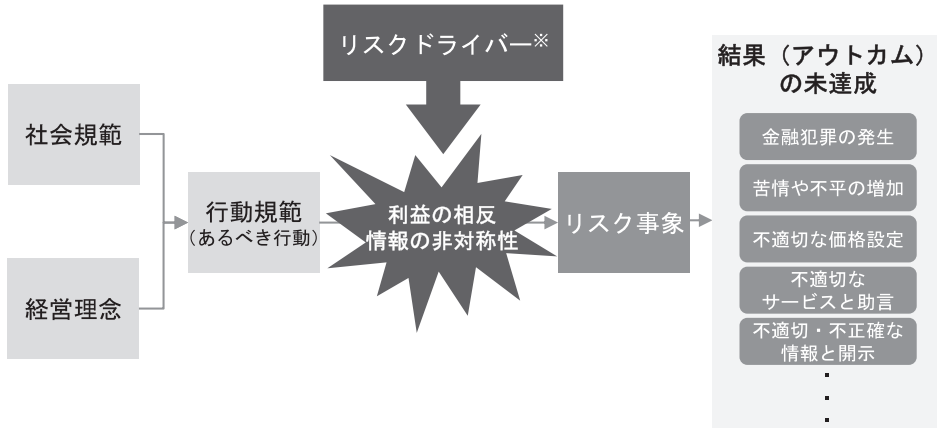 リスクドライバー※
社会規範
経営理念
行動規範
（あるべき行動）
利益の相反
情報の非対称性
リスク事象
結果（アウトカム）
の未達成
金融犯罪の発生
苦情や不平の増加
不適切な価格設定
不適切な
サービスと助言
不適切・不正確な
情報と開示
・
・
・